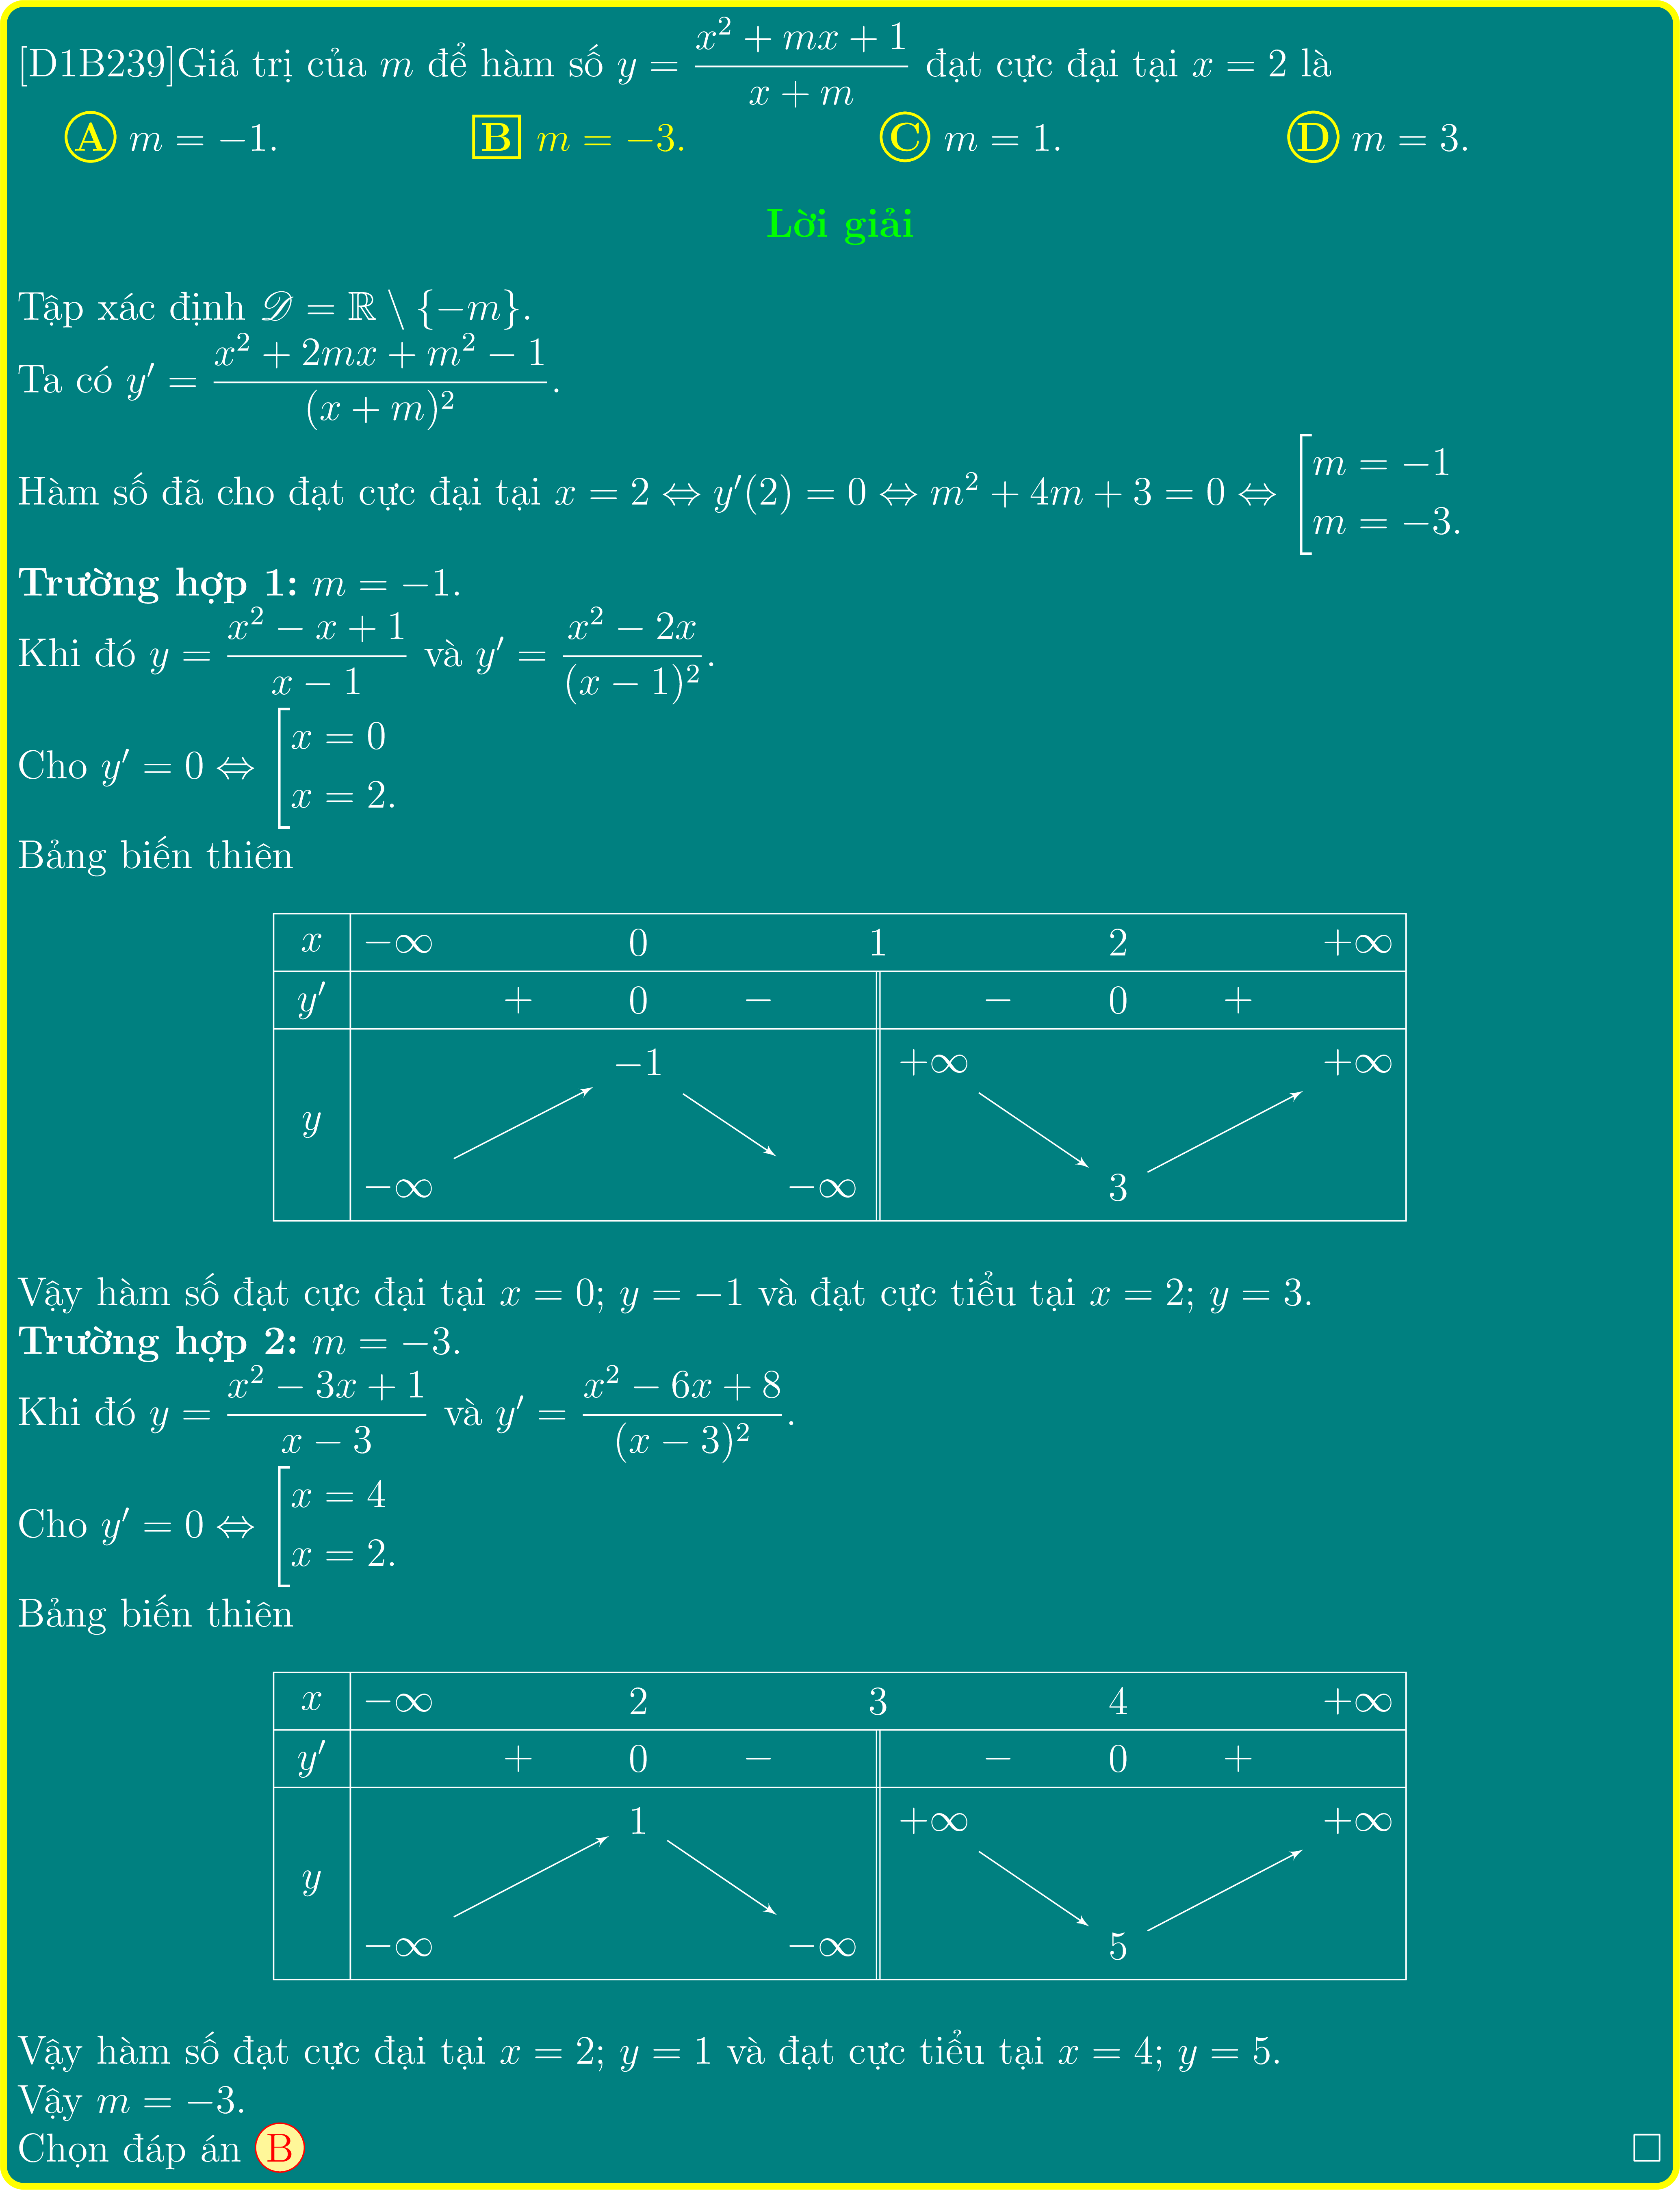 [D1B239]Giá trị của $m$ để hàm số $y = \dfrac{x^2 + mx + 1}{x + m}$ đạt cực đại tại $x = 2$ là
A $m = -1$. B $m = -3$. C $m = 1$. D $m = 3$.
Lời giải
Tập xác định $\mathscr{D} = \mathbb{R} \setminus \{-m\}$.
Ta có $y' = \dfrac{x^2 + 2mx + m^2 - 1}{(x + m)^2}$.
Hàm số đã cho đạt cực đại tại $x = 2 \Leftrightarrow y'(2) = 0 \Leftrightarrow m^2 + 4m + 3 = 0 \Leftrightarrow \left[\begin{array}{l} m = -1 \\ m = -3. \end{array}\right.$
Trường hợp 1: $m = -1$.
Khi đó $y = \dfrac{x^2 - x + 1}{x - 1}$ và $y' = \dfrac{x^2 - 2x}{(x - 1)^2}$.
Cho $y' = 0 \Leftrightarrow \left[\begin{array}{l} x = 0 \\ x = 2. \end{array}\right.$
Bảng biến thiên
$x$ $-\infty$ 0 1 2 $+\infty$
$y'$ + 0 − − 0 +
−1 $+\infty$ $+\infty$
$y$
$-\infty$ $-\infty$ 3
Vậy hàm số đạt cực đại tại $x = 0$; $y = -1$ và đạt cực tiểu tại $x = 2$; $y = 3$.
Trường hợp 2: $m = -3$.
Khi đó $y = \dfrac{x^2 - 3x + 1}{x - 3}$ và $y' = \dfrac{x^2 - 6x + 8}{(x - 3)^2}$.
Cho $y' = 0 \Leftrightarrow \left[\begin{array}{l} x = 4 \\ x = 2. \end{array}\right.$
Bảng biến thiên
$x$ $-\infty$ 2 3 4 $+\infty$
$y'$ + 0 − − 0 +
1 $+\infty$ $+\infty$
$y$
$-\infty$ $-\infty$ 5
Vậy hàm số đạt cực đại tại $x = 2$; $y = 1$ và đạt cực tiểu tại $x = 4$; $y = 5$.
Vậy $m = -3$.
Chọn đáp án B □